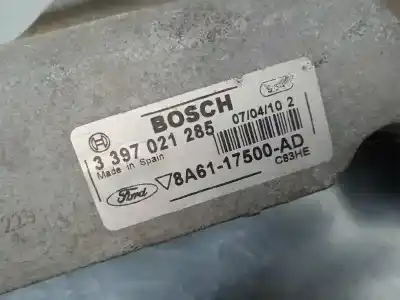 BOSCH
07/04/10 2
3 397 021 285
Made in Spain
Ford
8A61-17500-AD
C83HE